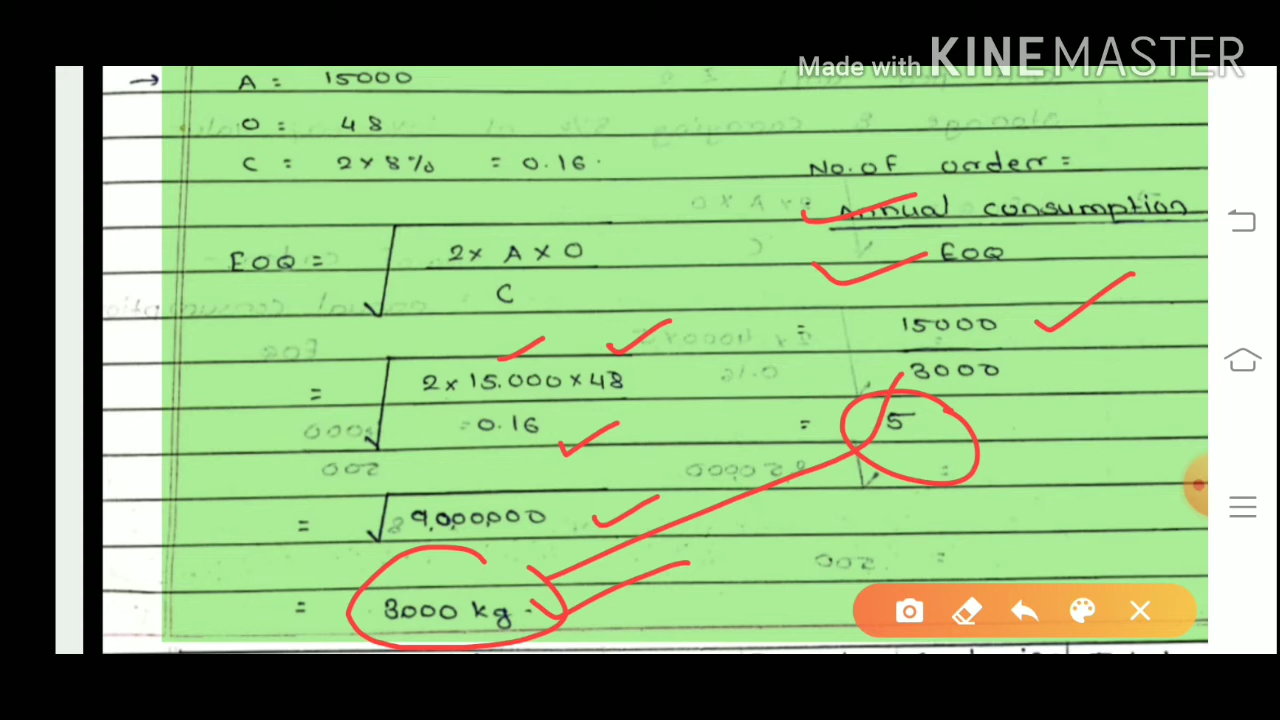 Made with KINEMASTER
→ A = 15000
O = 48
C = 2 x 8% = 0.16.
EOQ = √ 2 x A x O
C
= √ 2 x 15.000 x 48
= 0.16
= √ 9,000,000
= 3000 kg.
No. of order =
Annual consumption
EOQ
= 15000
3000
= 5